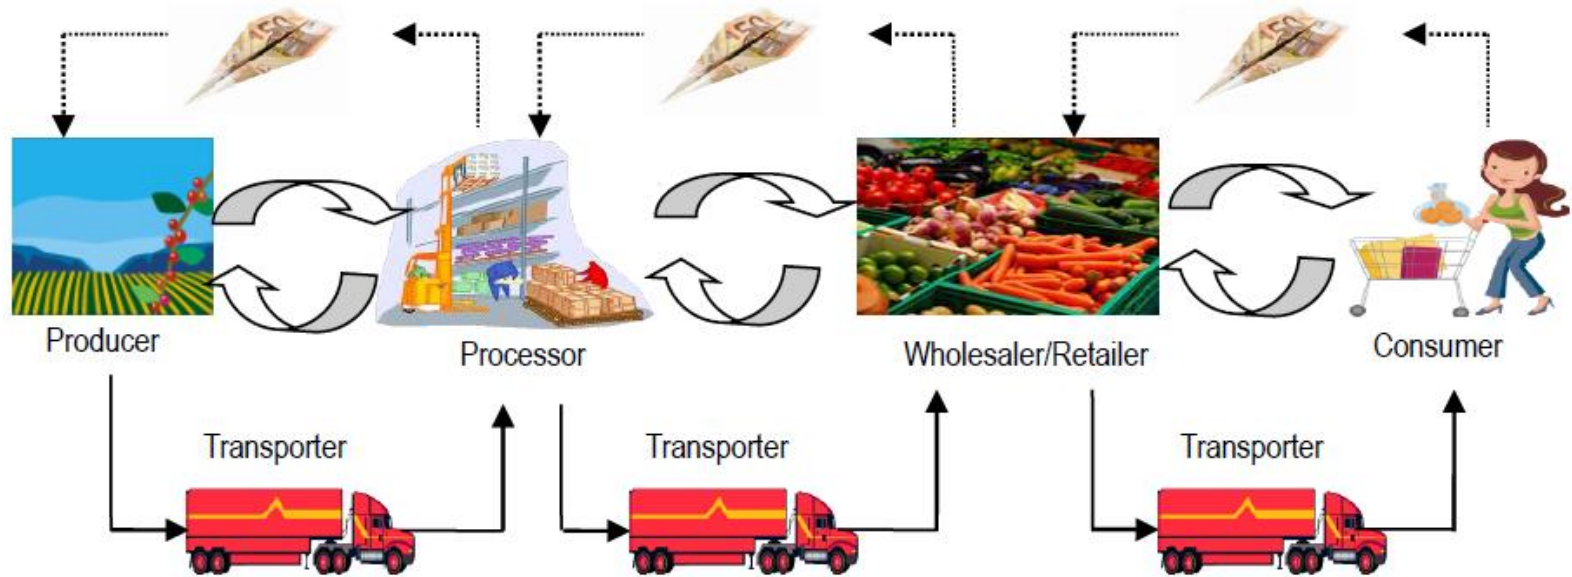 Producer
Processor
Wholesaler/Retailer
Consumer
Transporter
Transporter
Transporter